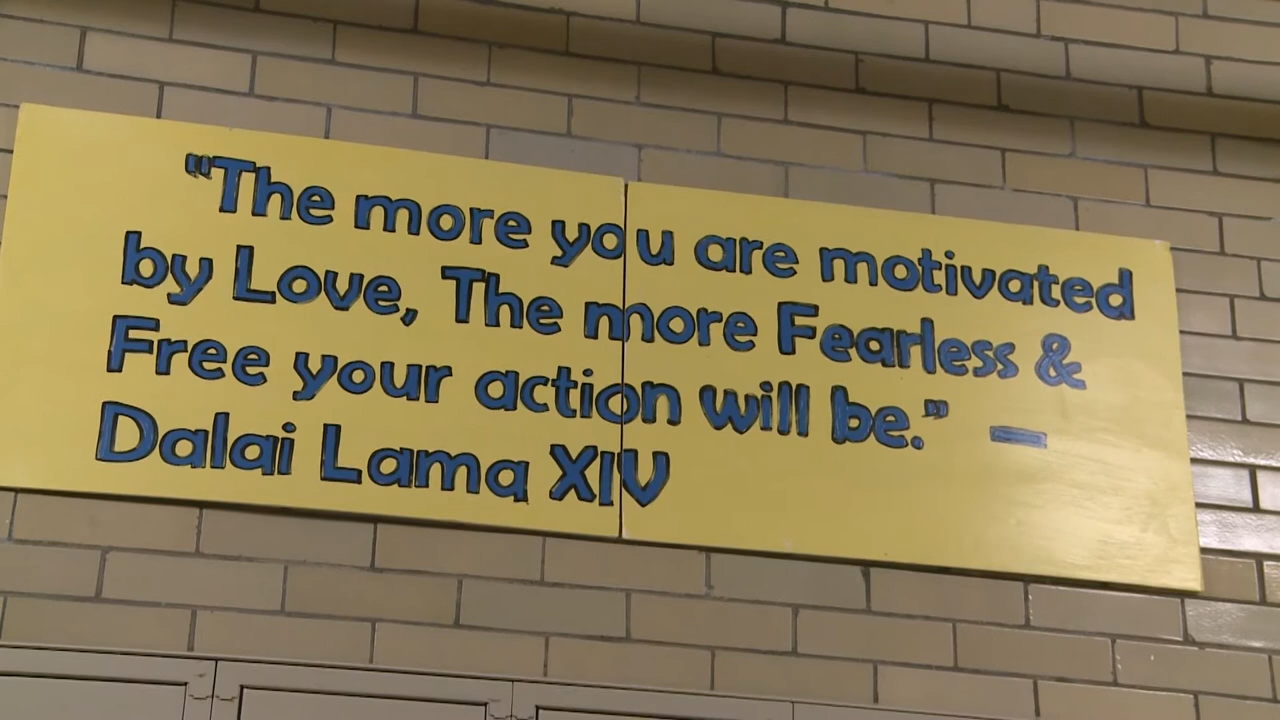 “The more you are motivated
by Love, The more Fearless &
Free your action will be.” —
Dalai Lama XIV